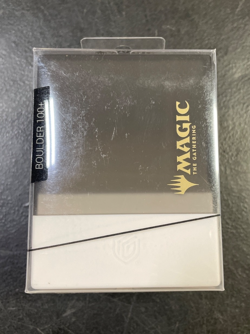 BOULDER 100+
MAGIC
THE GATHERING